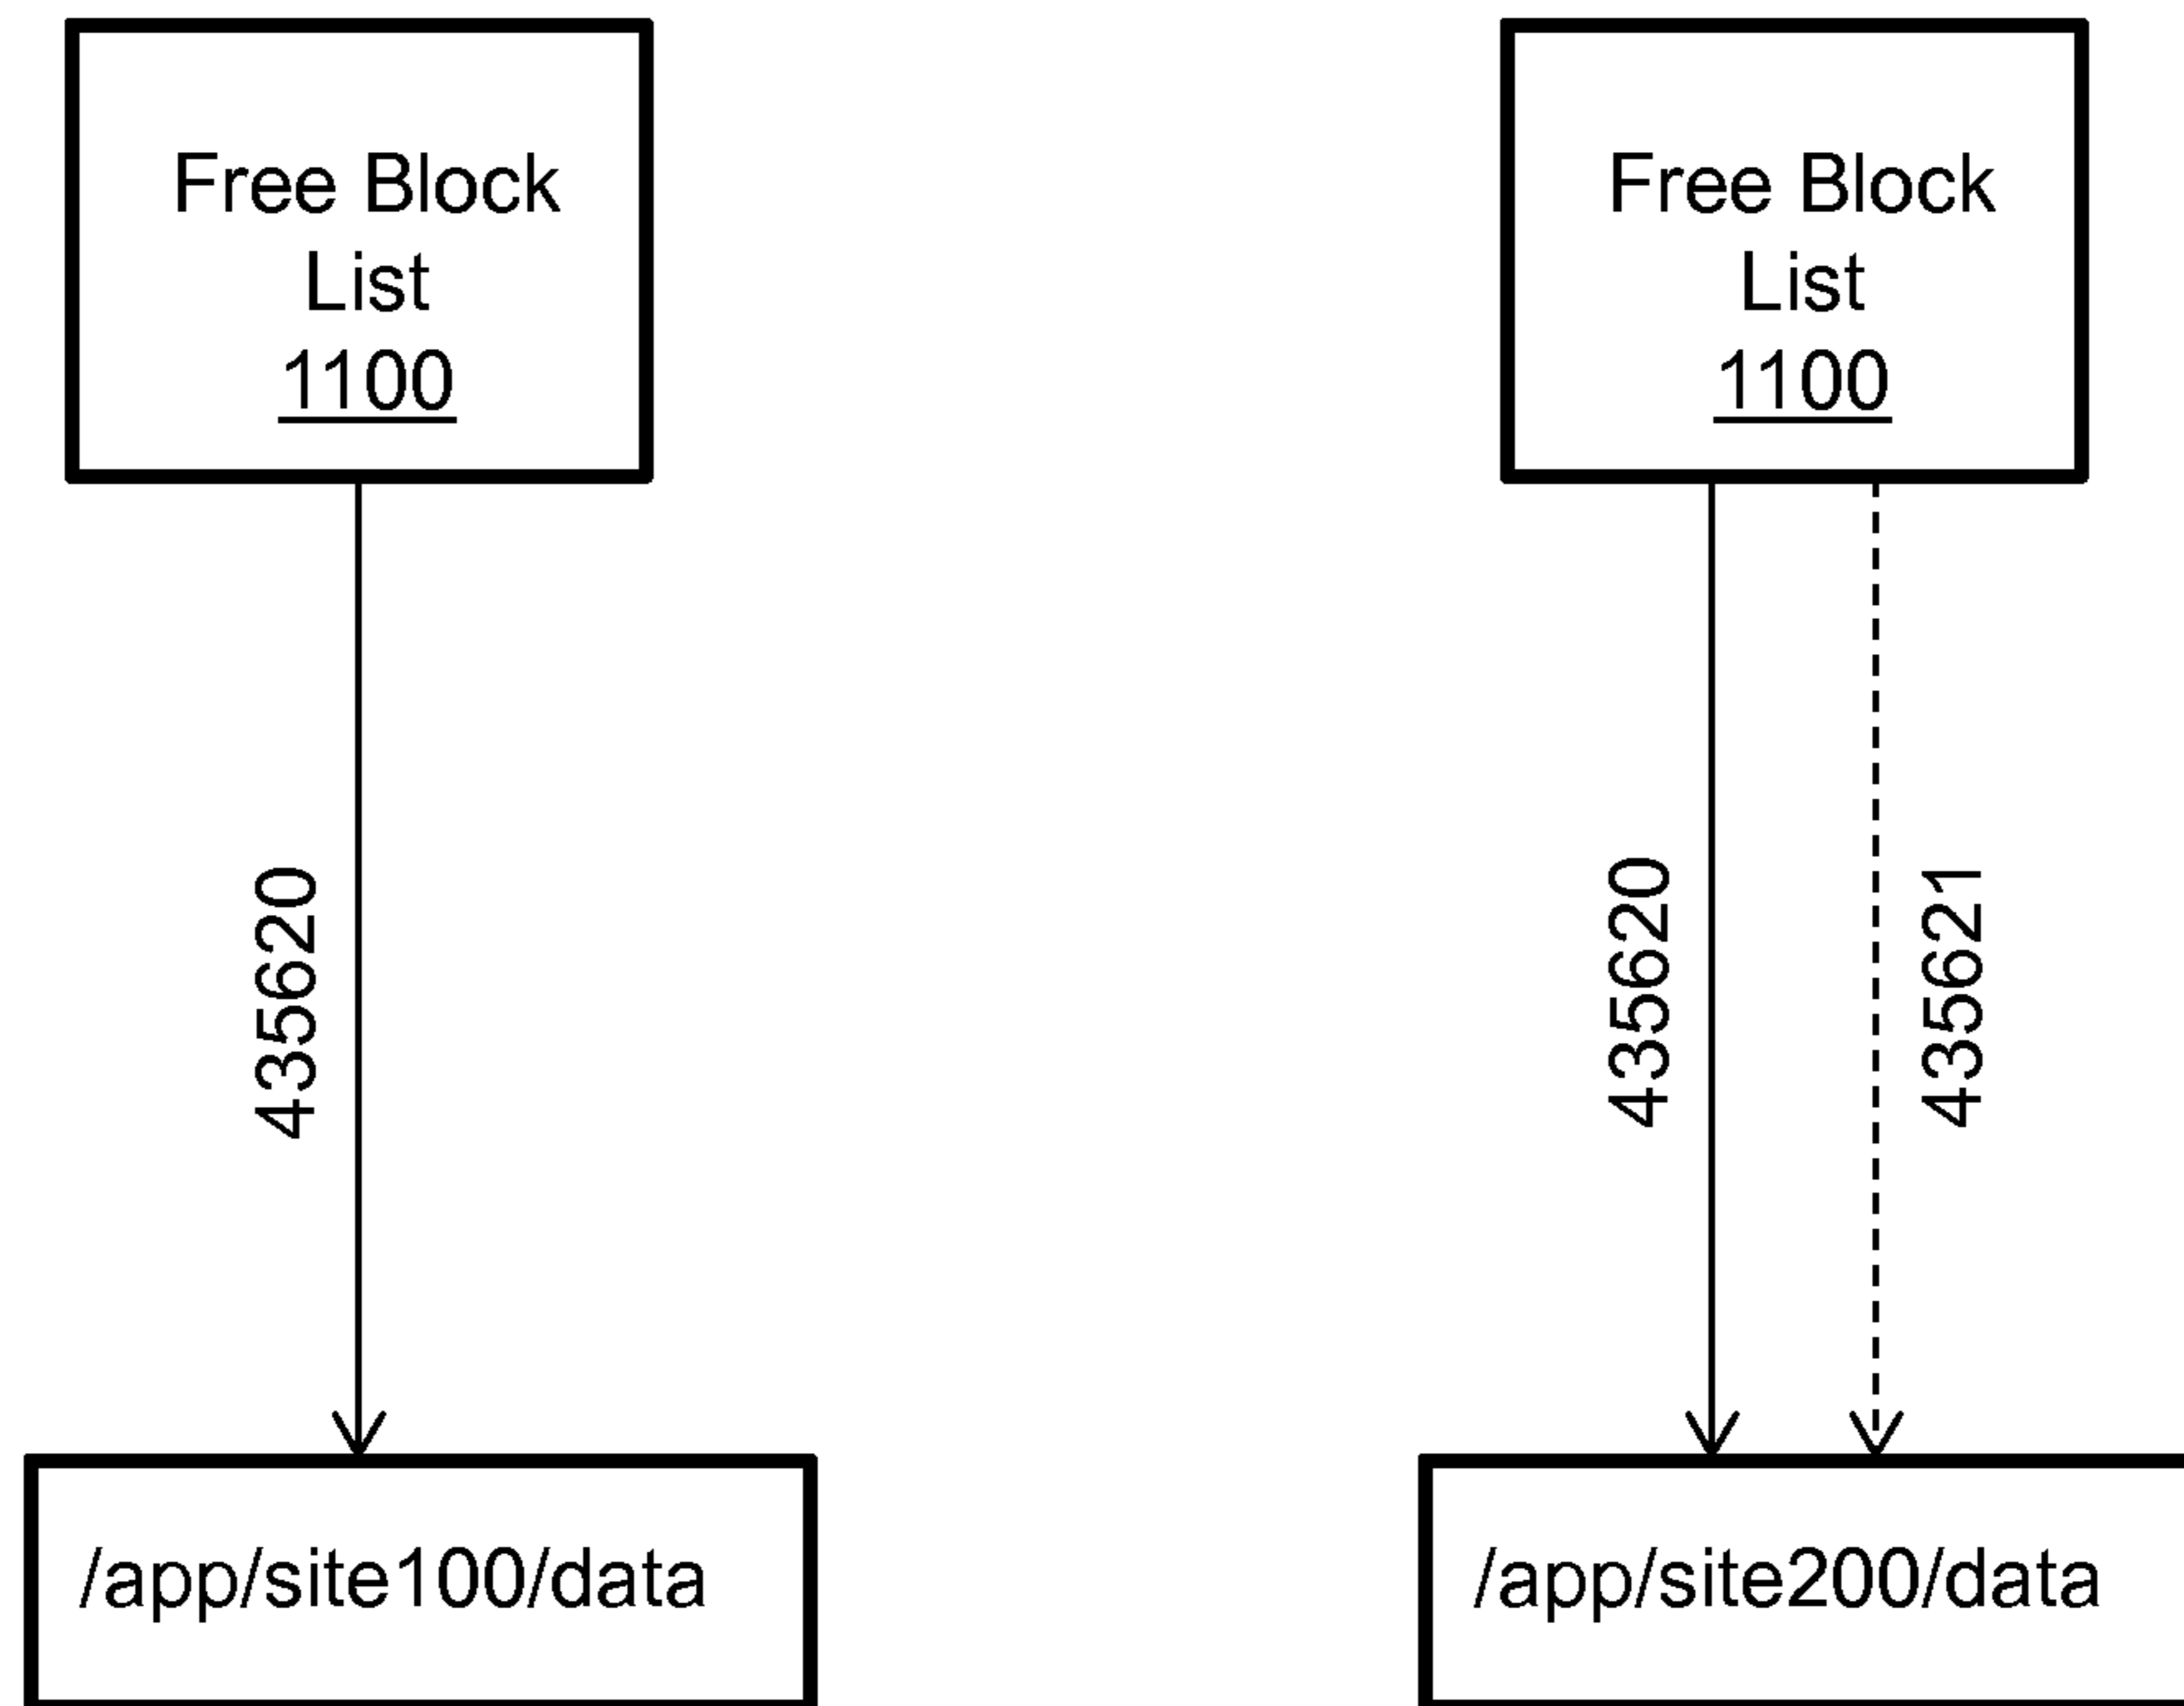 Free Block
List
1100
Free Block
List
1100
435620
435620
435621
/app/site100/data
/app/site200/data